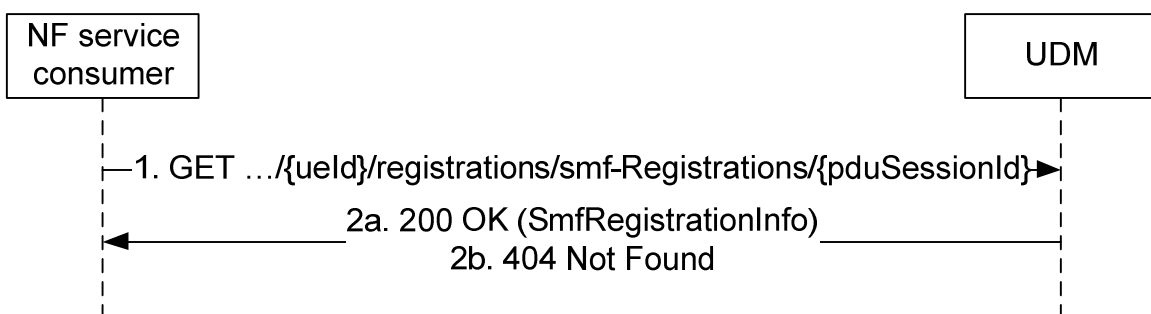 NF service
consumer
UDM
1. GET …/{ueId}/registrations/smf-Registrations/{pduSessionId}
2a. 200 OK (SmfRegistrationInfo)
2b. 404 Not Found